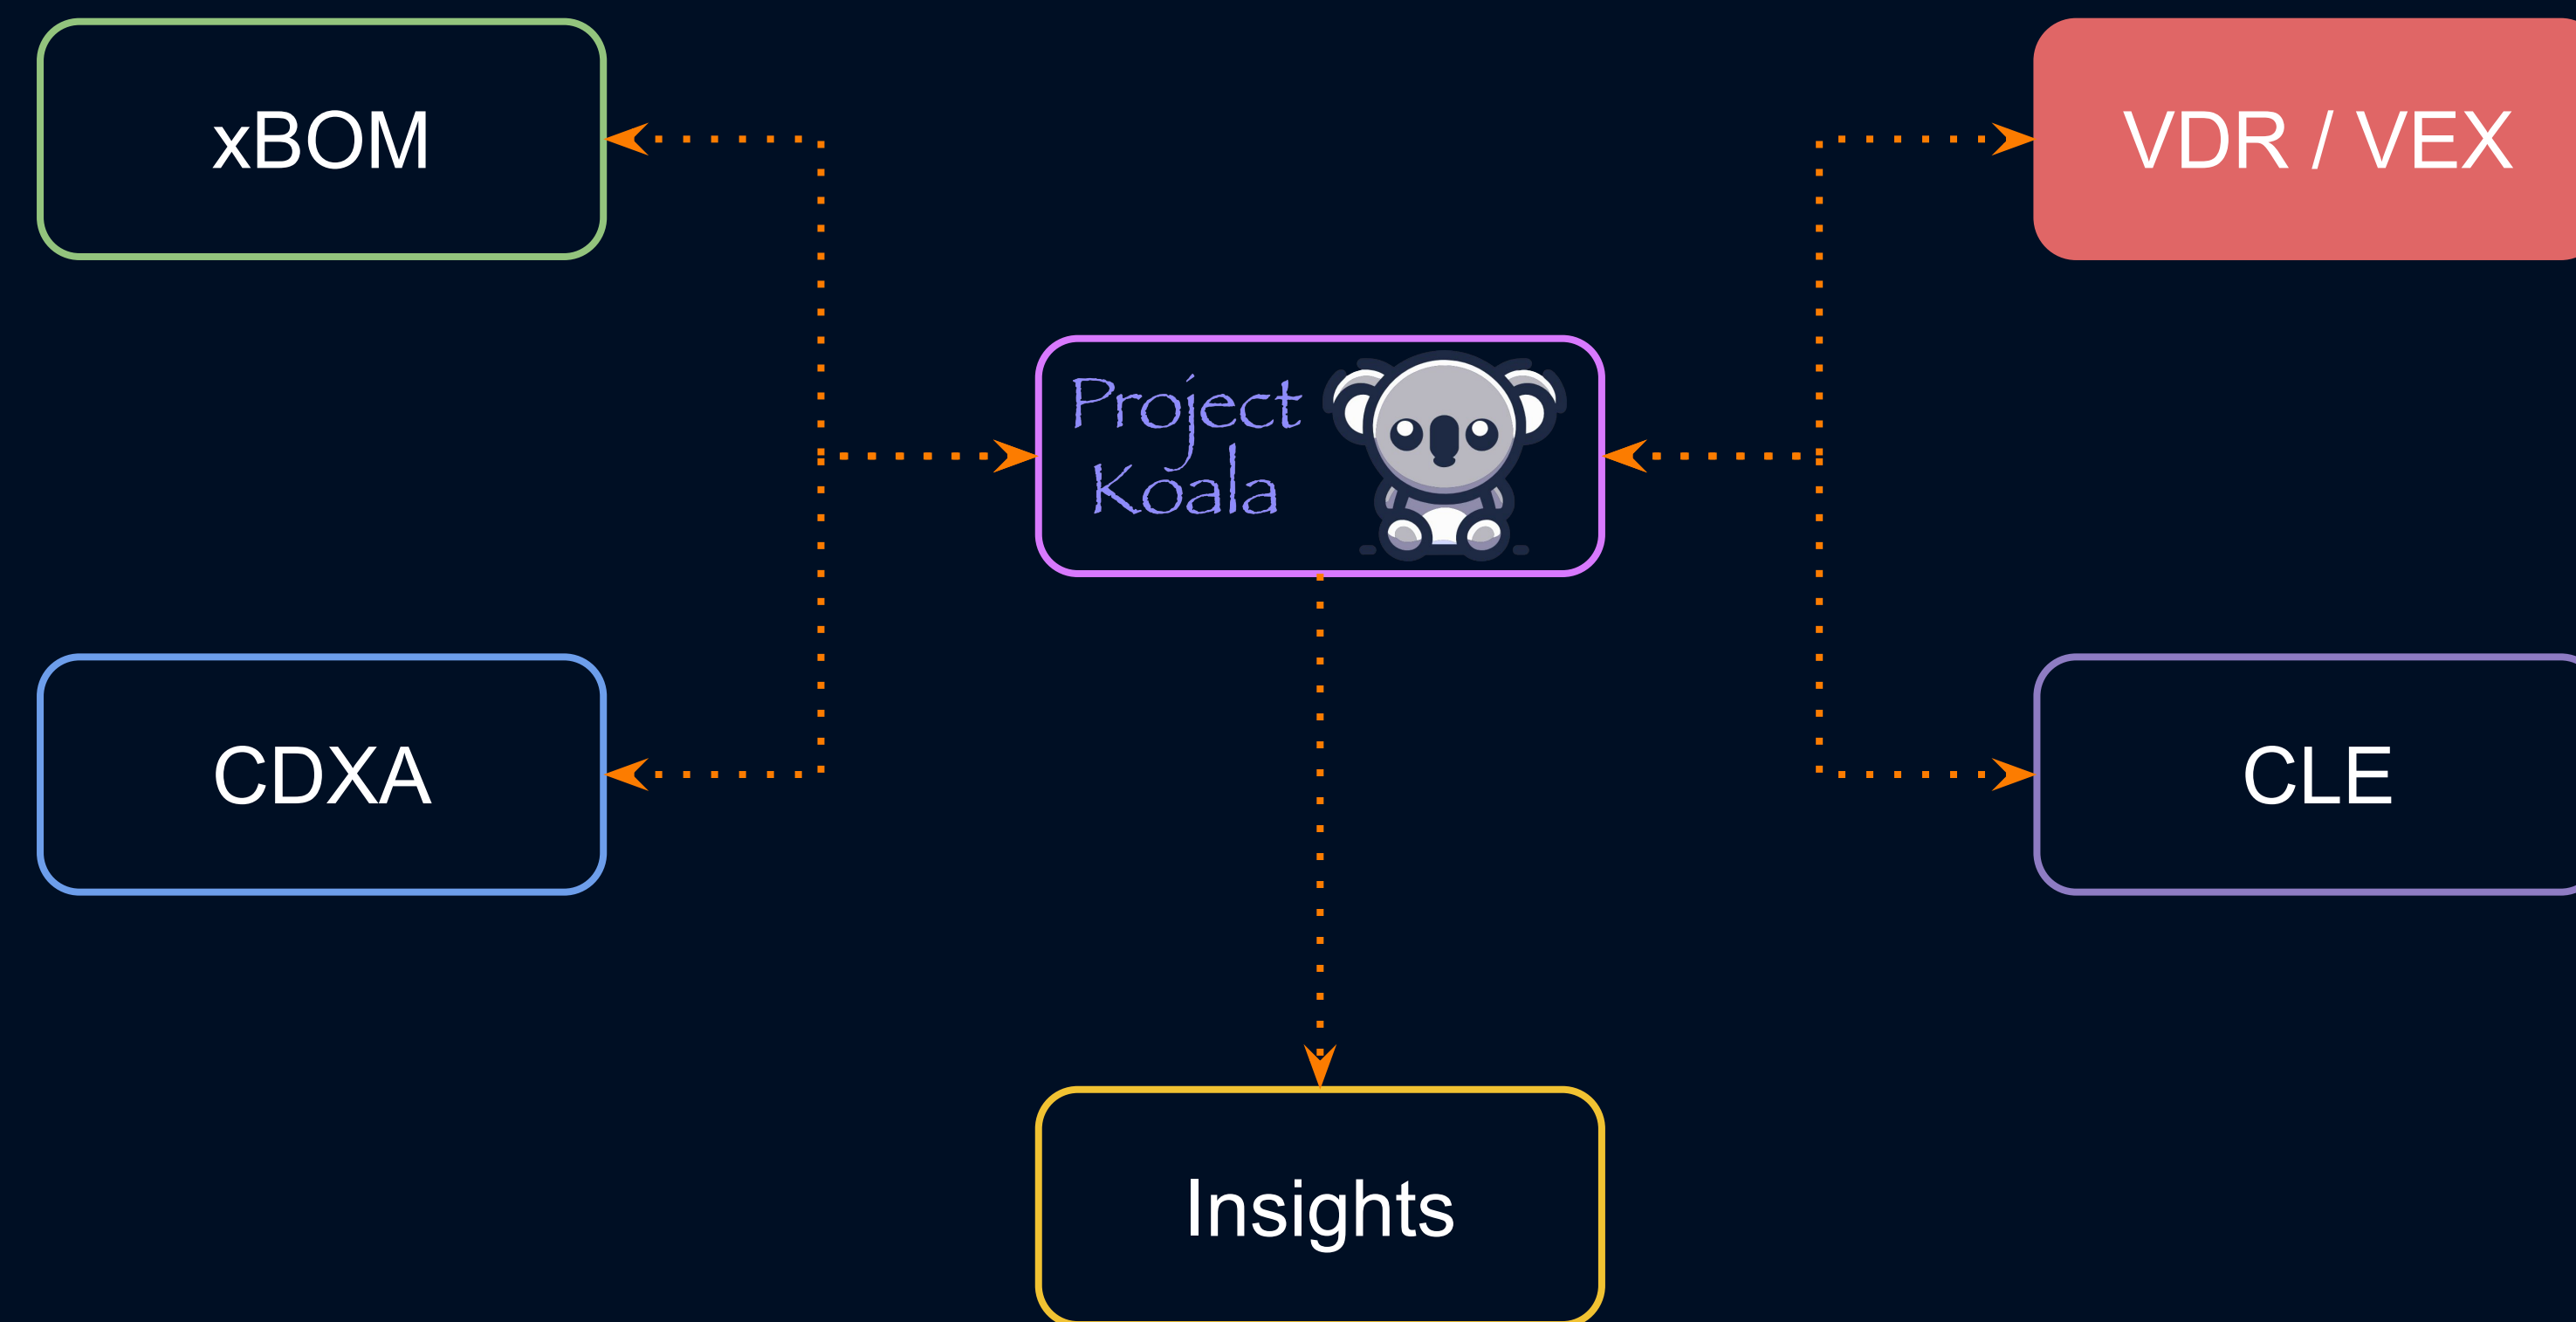 xBOM
VDR / VEX
Project
Koala
CDXA
CLE
Insights